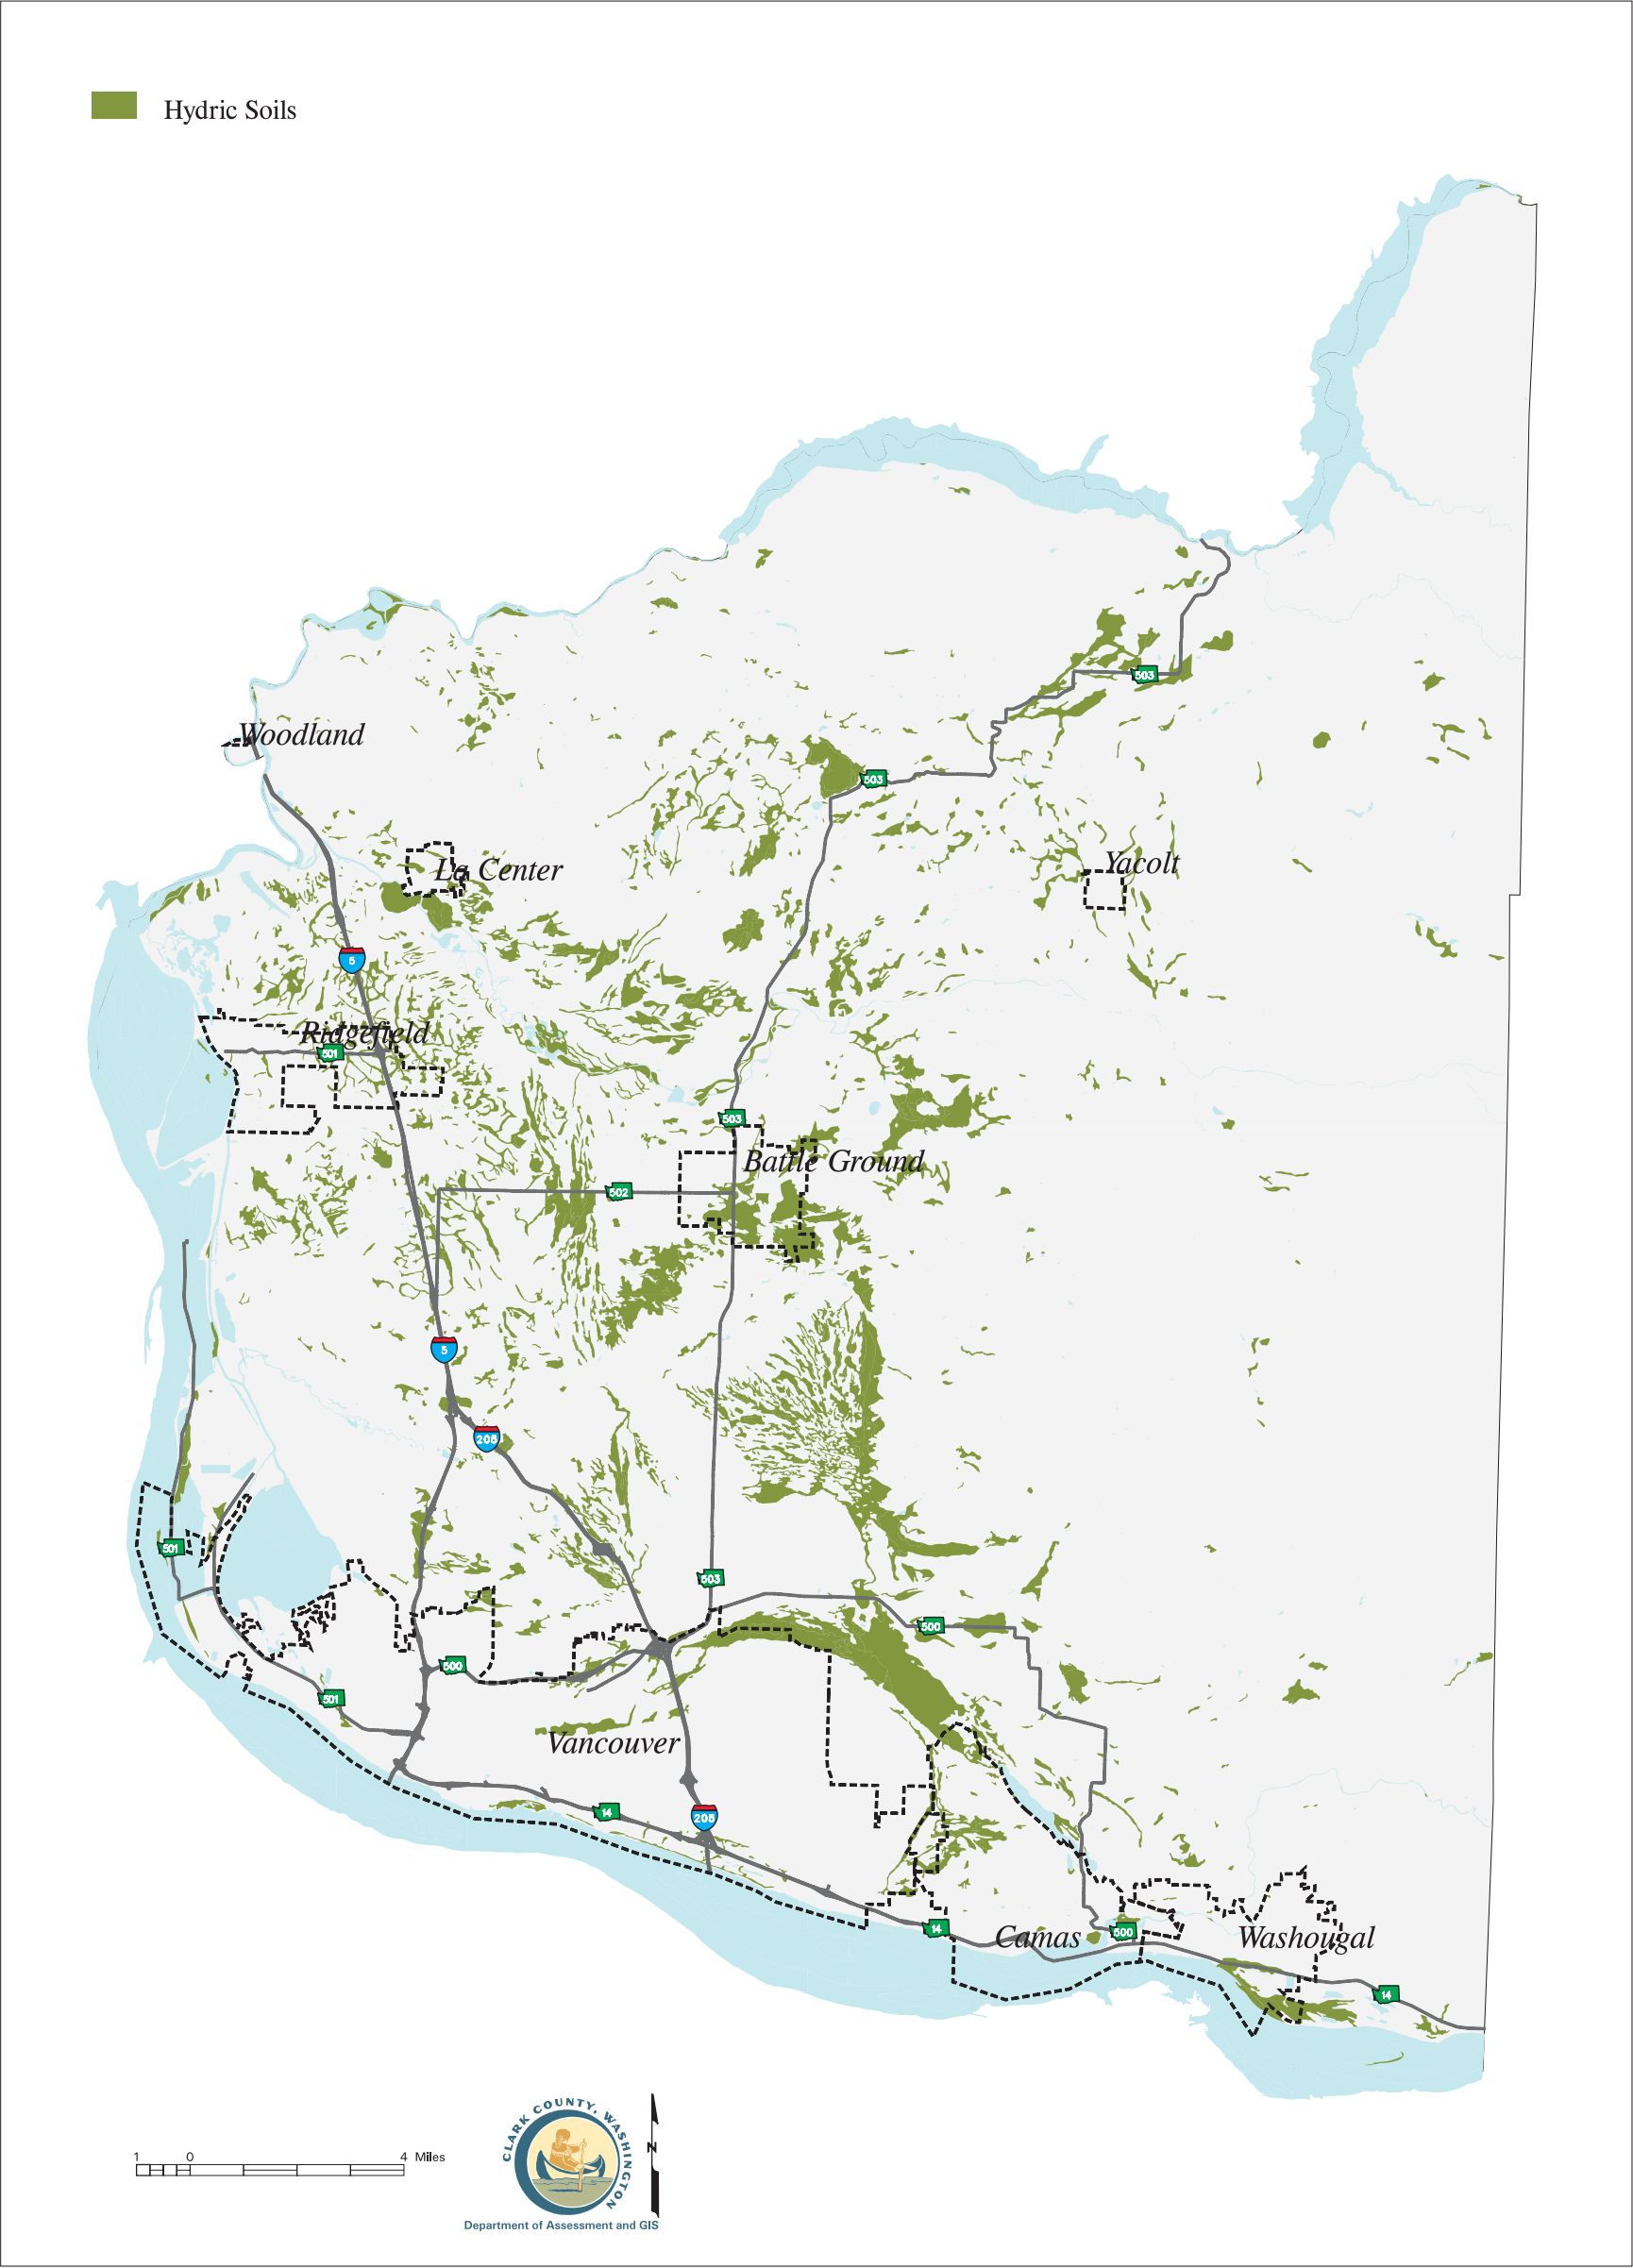 Hydric Soils
503
Woodland
503
La Center
Yacolt
5
Ridgefield
501
503
Battle Ground
502
5
205
501
503
500
500
501
Vancouver
14
205
14
Camas
500
Washougal
14
CLARK COUNTY, WASHINGTON
N
1 0 4 Miles
Department of Assessment and GIS